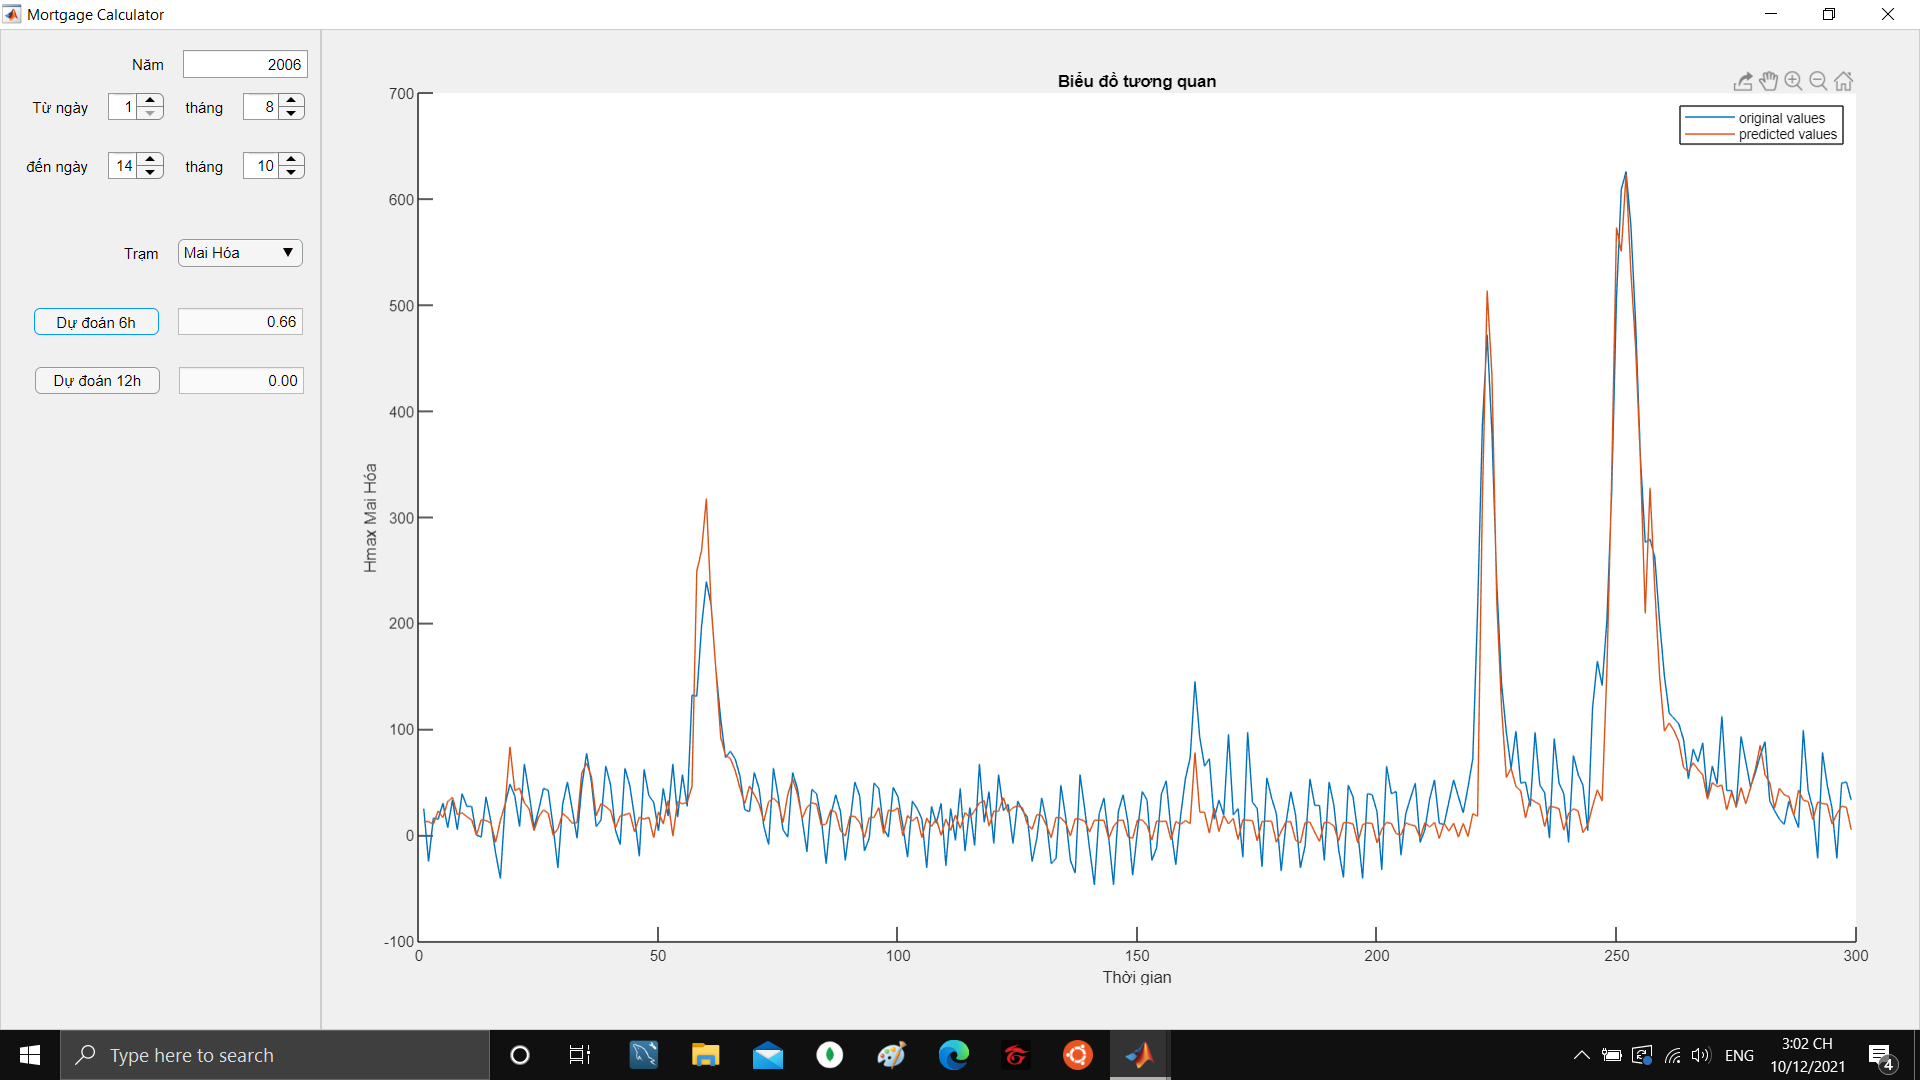 Mortgage Calculator
Năm 2006
Từ ngày 1 tháng 8
đến ngày 14 tháng 10
Trạm Mai Hóa
Dự đoán 6h 0.66
Dự đoán 12h 0.00
Biểu đồ tương quan
original values
predicted values
700
600
500
400
300
200
100
0
-100
Hmax Mai Hóa
0 50 100 150 200 250 300
Thời gian
Type here to search
ENG
3:02 CH
10/12/2021
4